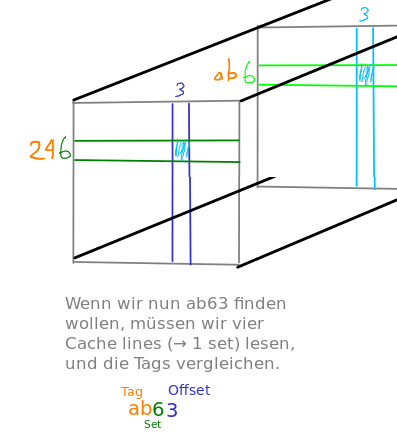 3
ab6
3
246
Wenn wir nun ab63 finden
wollen, müssen wir vier
Cache lines (→ 1 set) lesen,
und die Tags vergleichen.
Tag Offset
ab63
Set